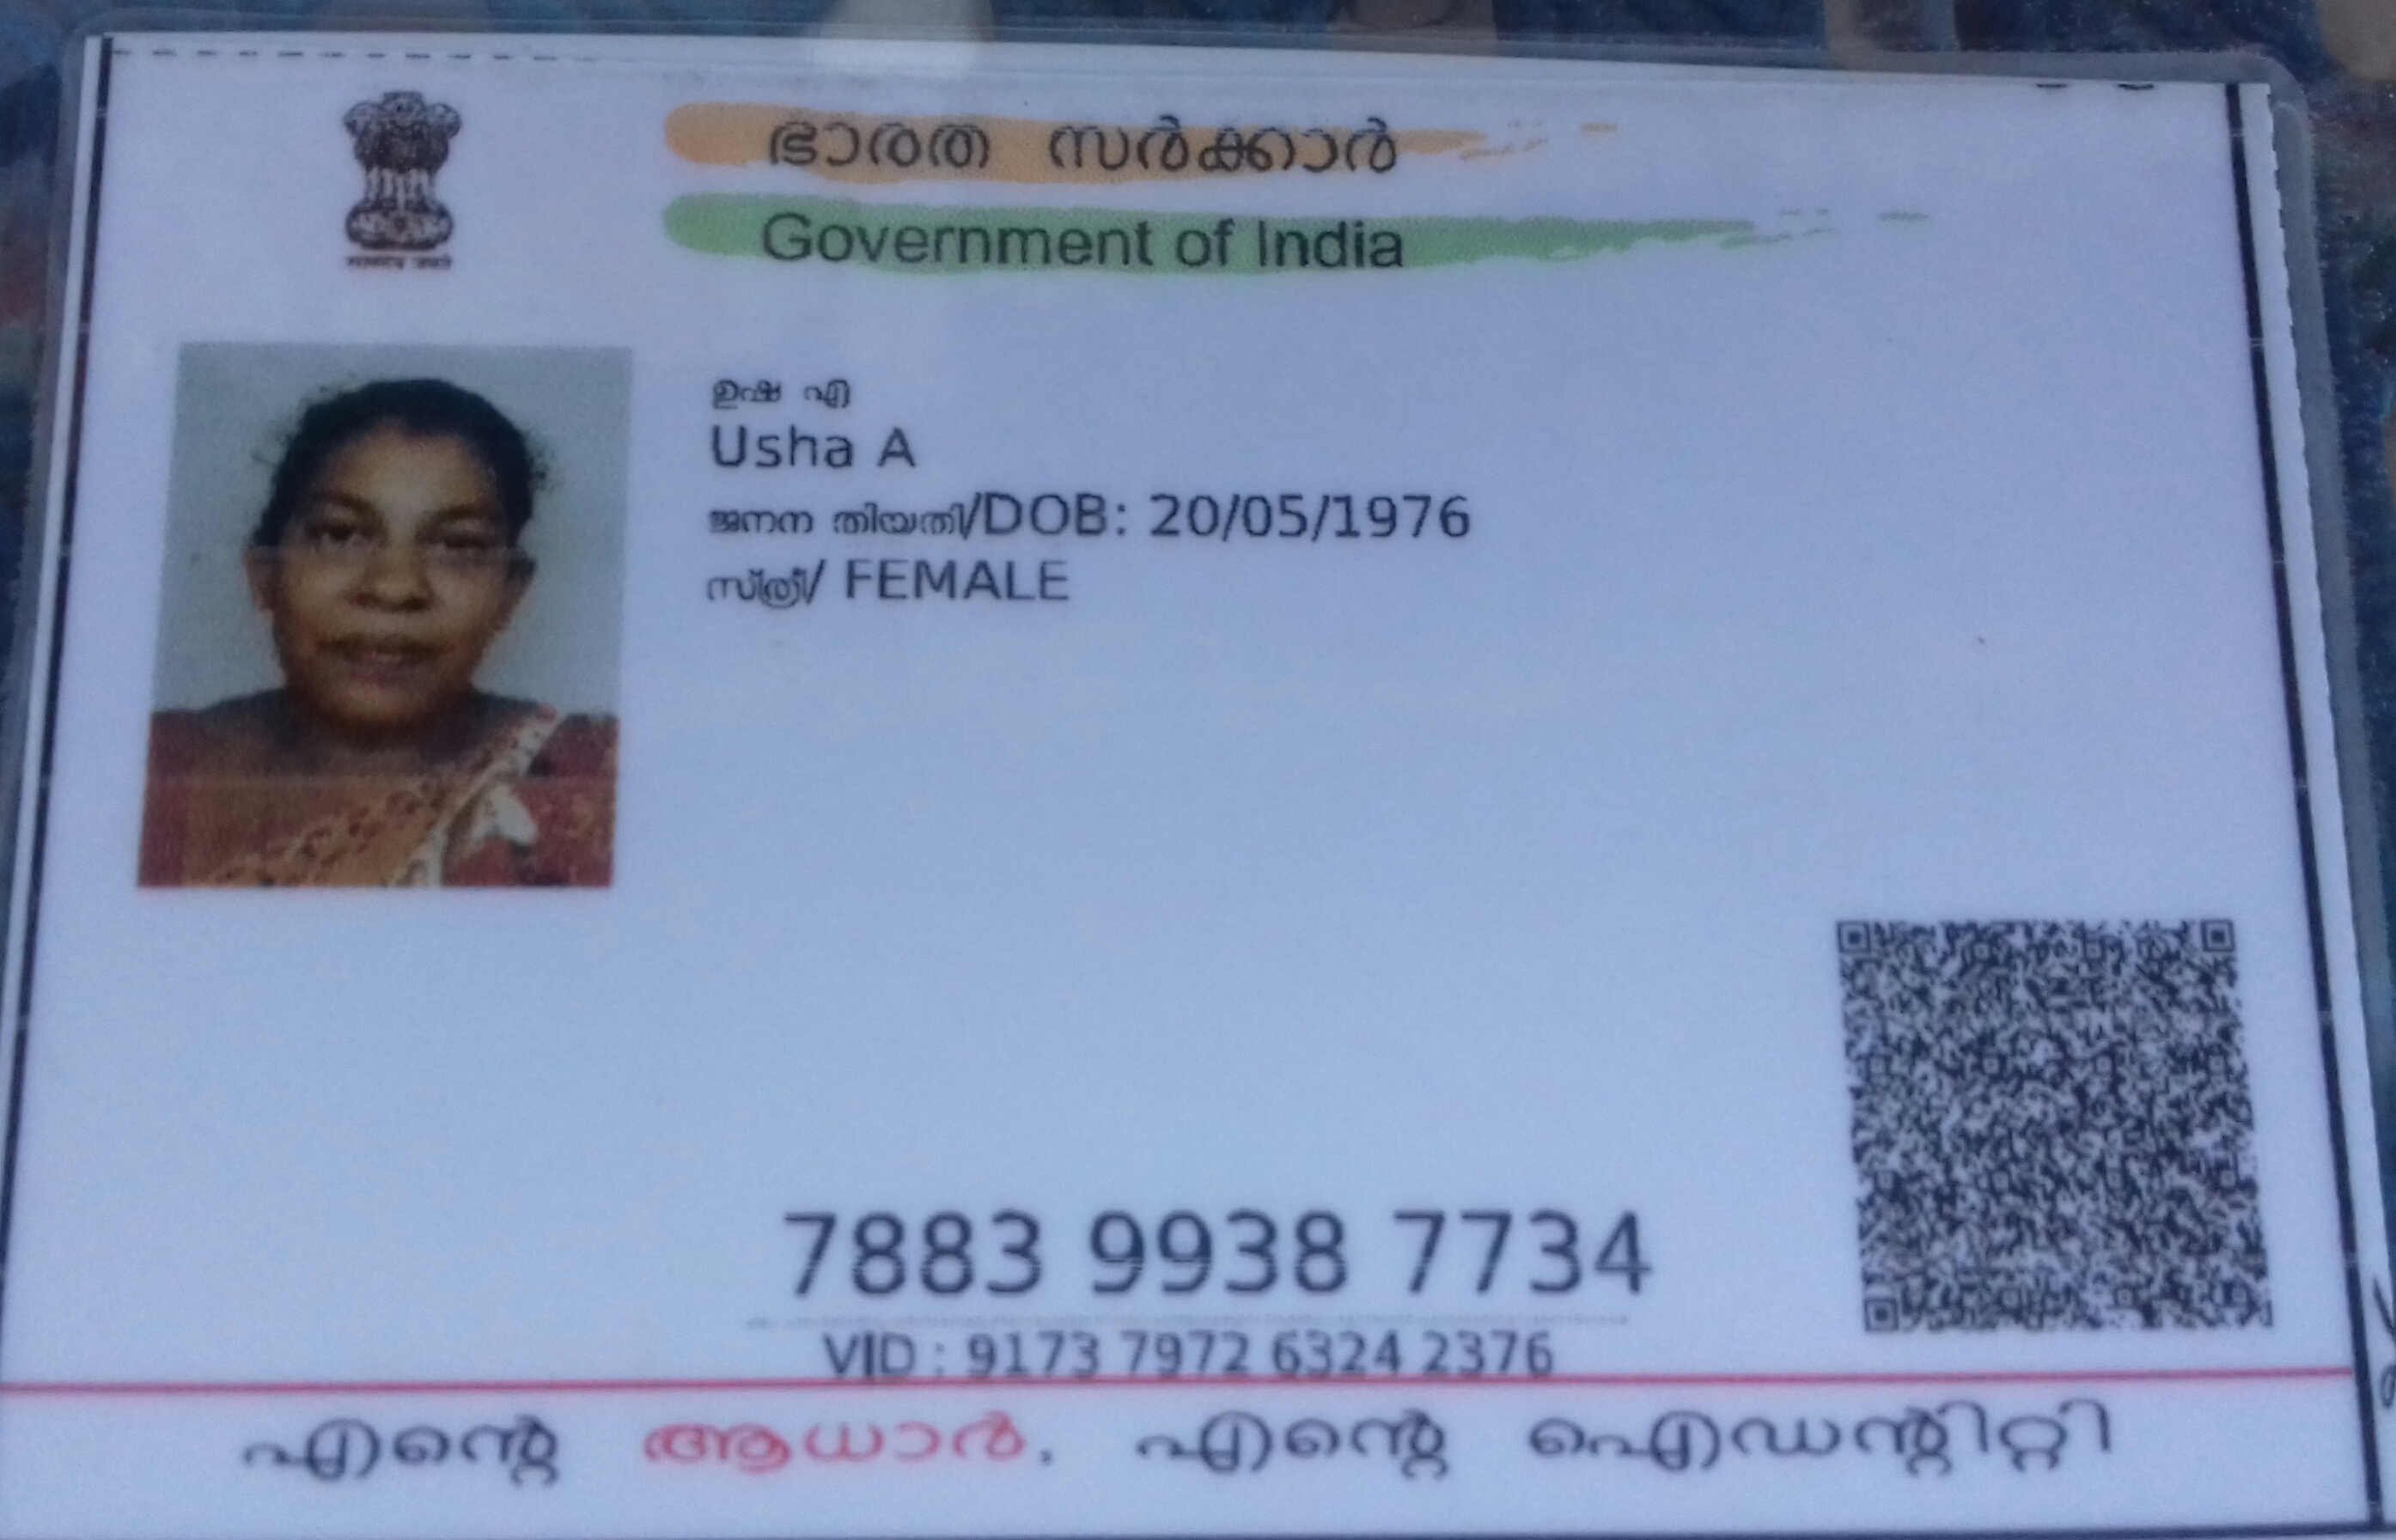 ഭാരത സർക്കാർ
Government of India
ഉഷ എ
Usha A
ജനന തിയതി/DOB: 20/05/1976
സ്ത്രീ/ FEMALE
7883 9938 7734
VID : 9173 7972 6324 2376
എന്റെ ആധാർ, എന്റെ ഐഡന്റിറ്റി